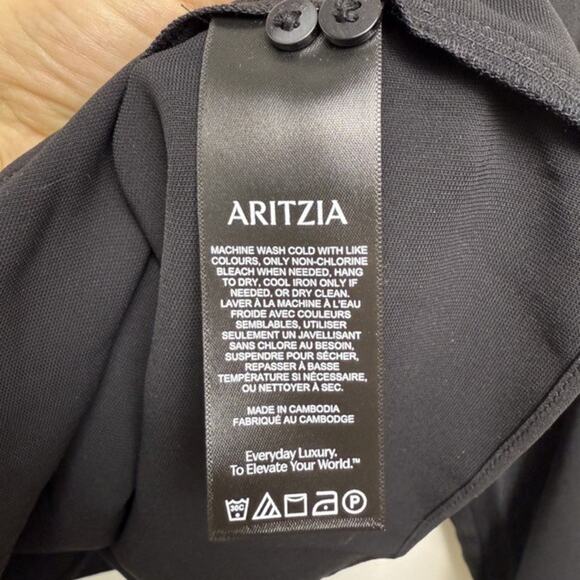 ARITZIA
MACHINE WASH COLD WITH LIKE
COLOURS, ONLY NON-CHLORINE
BLEACH WHEN NEEDED, HANG
TO DRY, COOL IRON ONLY IF
NEEDED, OR DRY CLEAN.
LAVER À LA MACHINE À L'EAU
FROIDE AVEC COULEURS
SEMBLABLES, UTILISER
SEULEMENT UN JAVELLISANT
SANS CHLORE AU BESOIN,
SUSPENDRE POUR SÉCHER,
REPASSER À BASSE
TEMPÉRATURE SI NÉCESSAIRE,
OU NETTOYER À SEC.
MADE IN CAMBODIA
FABRIQUÉ AU CAMBODGE
Everyday Luxury.
To Elevate Your World.™
30C P